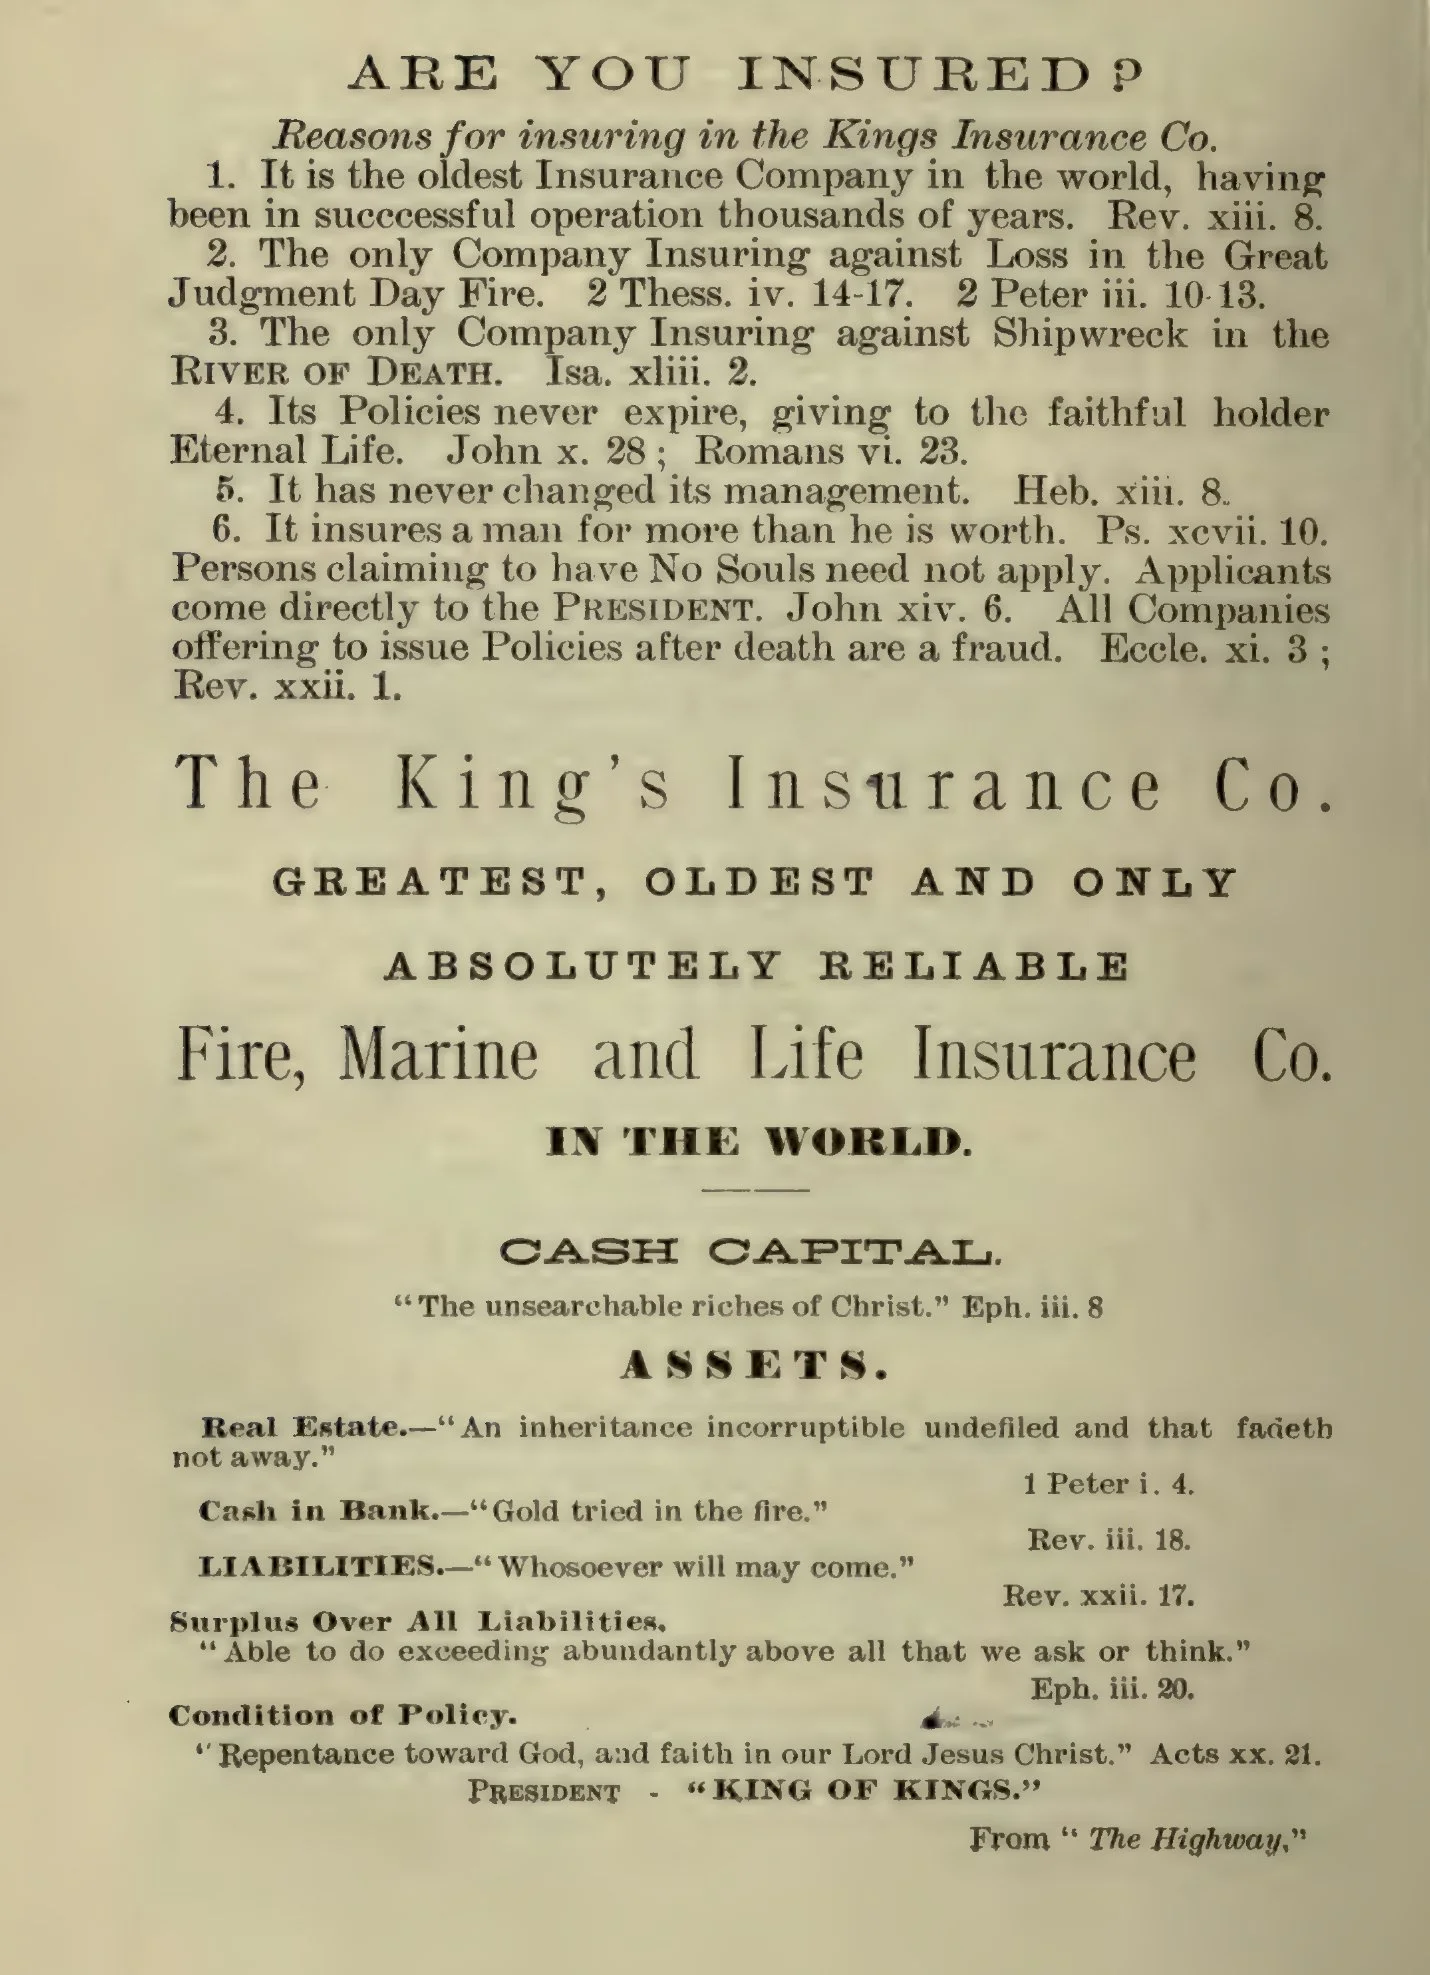 ARE YOU INSURED?
Reasons for insuring in the Kings Insurance Co.
1. It is the oldest Insurance Company in the world, having
been in succcessful operation thousands of years. Rev. xiii. 8.
2. The only Company Insuring against Loss in the Great
Judgment Day Fire. 2 Thess. iv. 14-17. 2 Peter iii. 10-13.
3. The only Company Insuring against Shipwreck in the
RIVER OF DEATH. Isa. xliii. 2.
4. Its Policies never expire, giving to the faithful holder
Eternal Life. John x. 28; Romans vi. 23.
5. It has never changed its management. Heb. xiii. 8.
6. It insures a man for more than he is worth. Ps. xcvii. 10.
Persons claiming to have No Souls need not apply. Applicants
come directly to the PRESIDENT. John xiv. 6. All Companies
offering to issue Policies after death are a fraud. Eccle. xi. 3;
Rev. xxii. 1.
The King's Insurance Co.
GREATEST, OLDEST AND ONLY
ABSOLUTELY RELIABLE
Fire, Marine and Life Insurance Co.
IN THE WORLD.
CASH CAPITAL.
"The unsearchable riches of Christ." Eph. iii. 8
ASSETS.
Real Estate.—"An inheritance incorruptible undefiled and that fadeth
not away."
1 Peter i. 4.
Cash in Bank.—"Gold tried in the fire."
Rev. iii. 18.
LIABILITIES.—"Whosoever will may come."
Rev. xxii. 17.
Surplus Over All Liabilities.
"Able to do exceeding abundantly above all that we ask or think."
Eph. iii. 20.
Condition of Policy.
"Repentance toward God, and faith in our Lord Jesus Christ." Acts xx. 21.
PRESIDENT - "KING OF KINGS."
From "The Highway,"